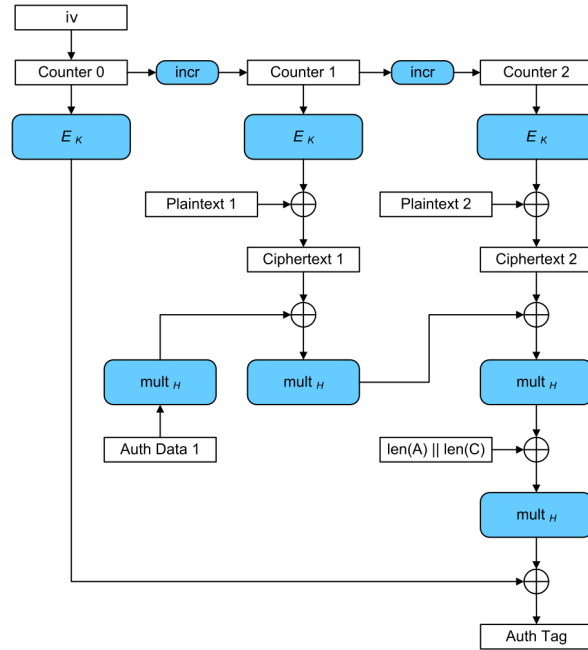 iv
Counter 0
incr
Counter 1
incr
Counter 2
E K
E K
E K
Plaintext 1
Plaintext 2
Ciphertext 1
Ciphertext 2
mult H
mult H
mult H
Auth Data 1
len(A) || len(C)
mult H
Auth Tag